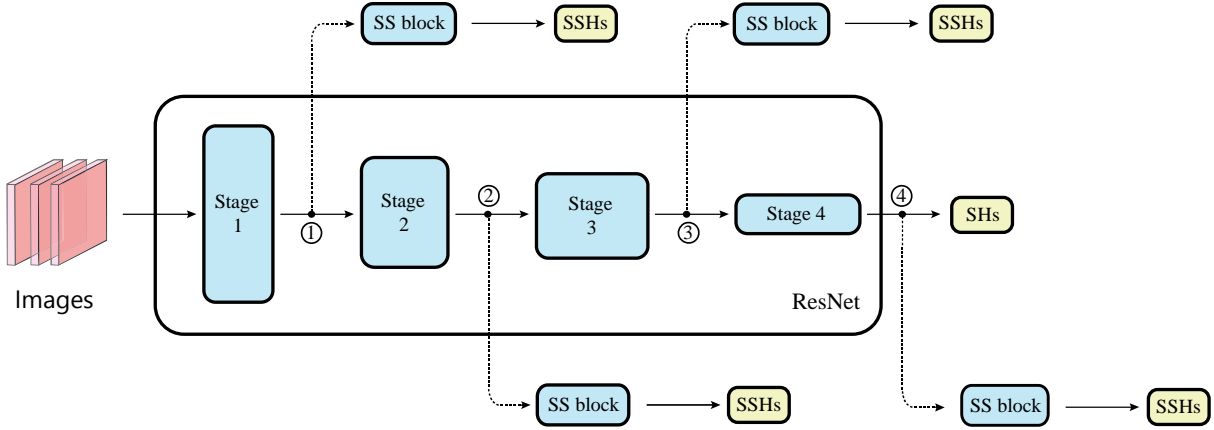 SS block
SSHs
SS block
SSHs
Images
Stage
1
①
Stage
2
②
Stage
3
③
Stage 4
④
SHs
ResNet
SS block
SSHs
SS block
SSHs